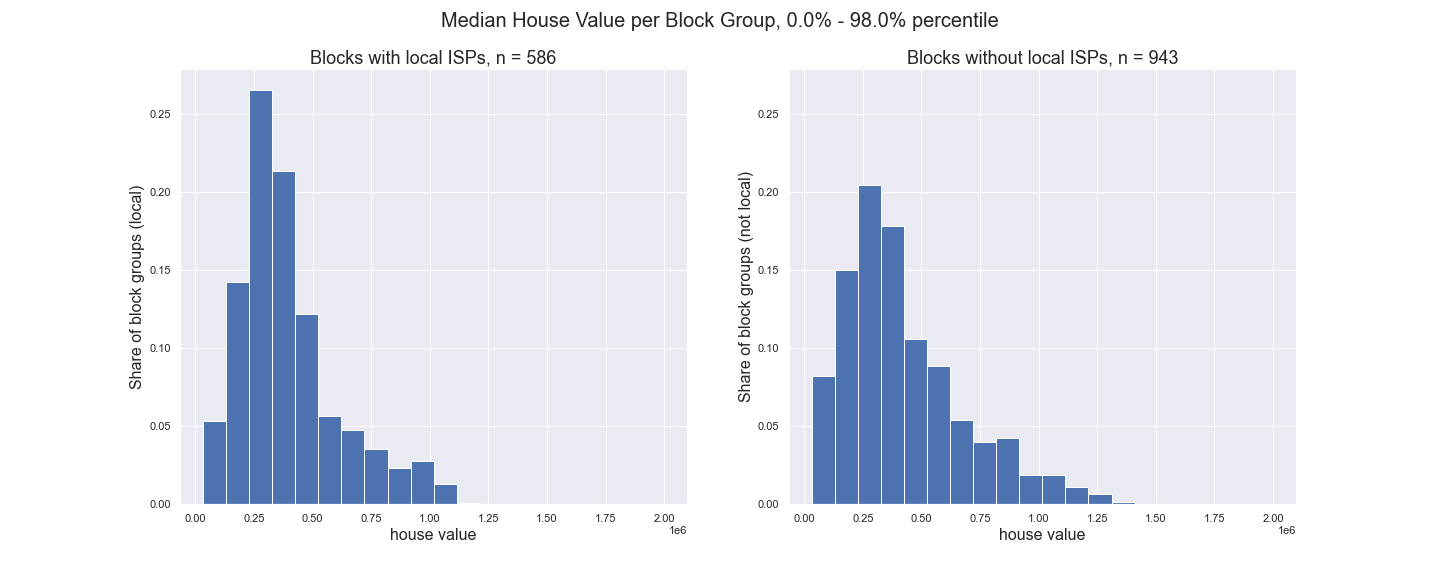 Median House Value per Block Group, 0.0% - 98.0% percentile
Blocks with local ISPs, n = 586
Share of block groups (local)
0.25
0.20
0.15
0.10
0.05
0.00
0.00 0.25 0.50 0.75 1.00 1.25 1.50 1.75 2.00
1e6
house value
Blocks without local ISPs, n = 943
Share of block groups (not local)
0.25
0.20
0.15
0.10
0.05
0.00
0.00 0.25 0.50 0.75 1.00 1.25 1.50 1.75 2.00
1e6
house value